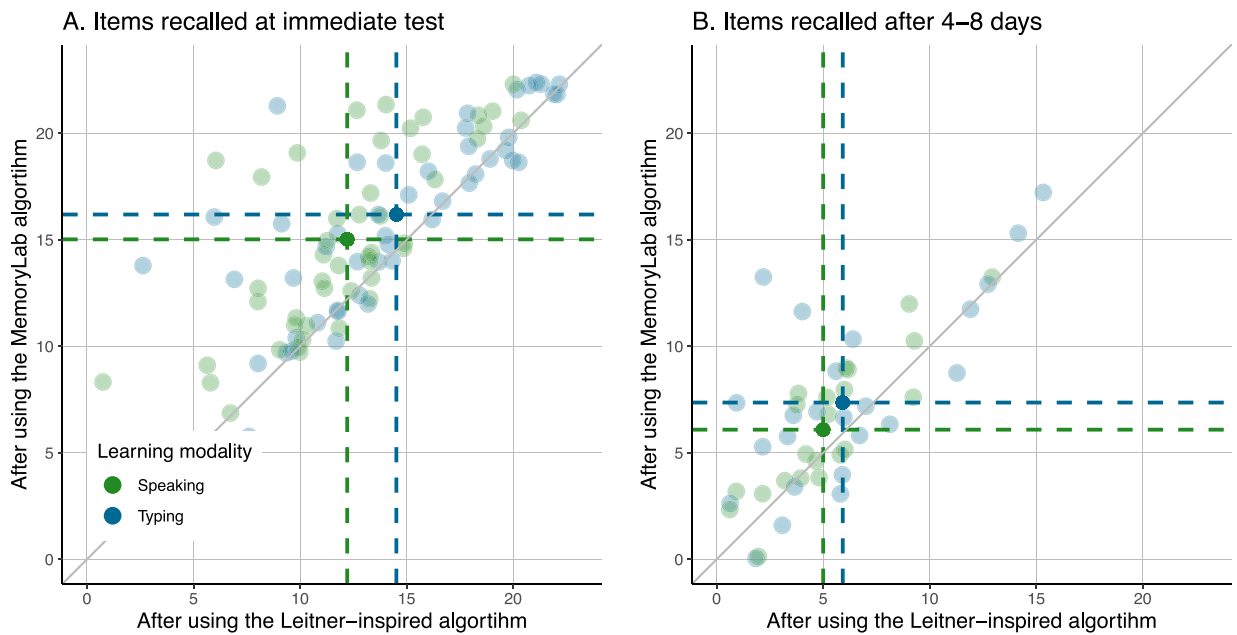 A. Items recalled at immediate test
After using the MemoryLab algortihm
20
15
10
5
0
Learning modality
Speaking
Typing
0 5 10 15 20
After using the Leitner−inspired algortihm
B. Items recalled after 4−8 days
After using the MemoryLab algortihm
20
15
10
5
0
0 5 10 15 20
After using the Leitner−inspired algortihm